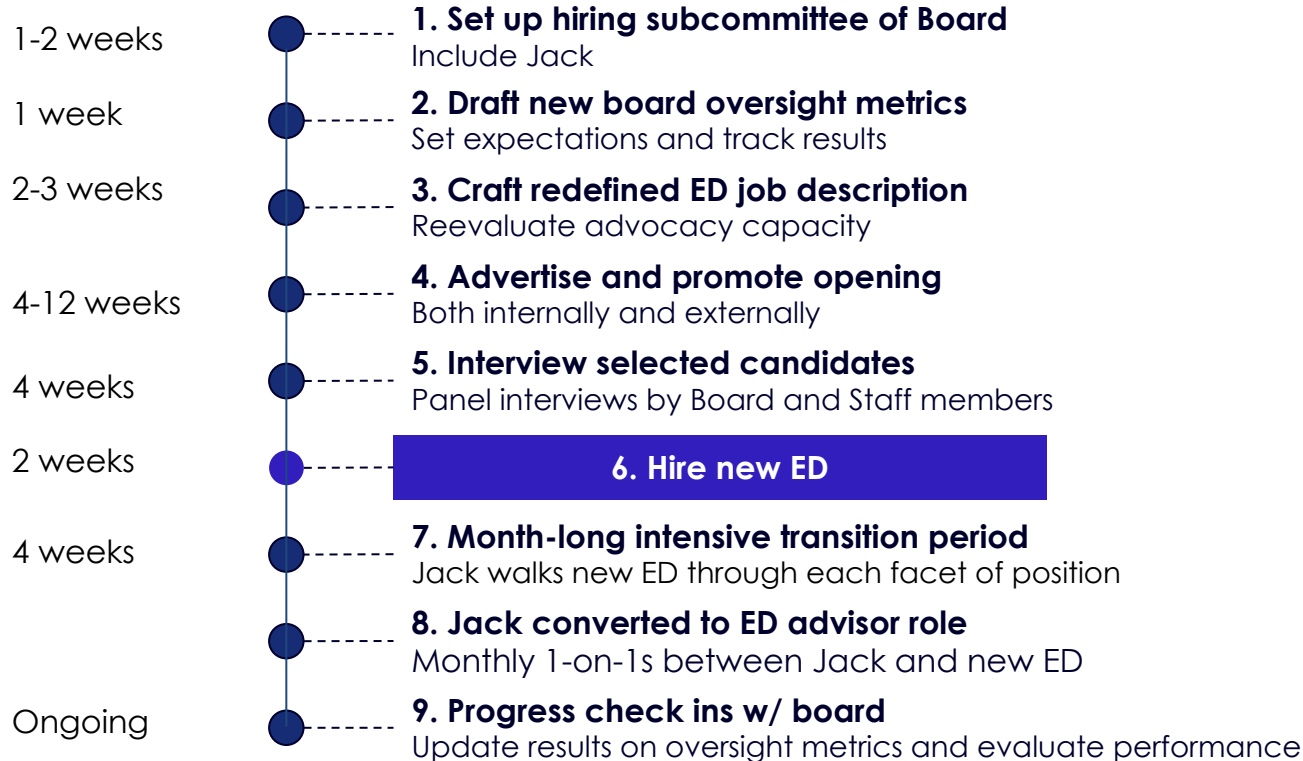 1-2 weeks
1. Set up hiring subcommittee of Board
Include Jack
1 week
2. Draft new board oversight metrics
Set expectations and track results
2-3 weeks
3. Craft redefined ED job description
Reevaluate advocacy capacity
4-12 weeks
4. Advertise and promote opening
Both internally and externally
4 weeks
5. Interview selected candidates
Panel interviews by Board and Staff members
2 weeks
6. Hire new ED
4 weeks
7. Month-long intensive transition period
Jack walks new ED through each facet of position
8. Jack converted to ED advisor role
Monthly 1-on-1s between Jack and new ED
Ongoing
9. Progress check ins w/ board
Update results on oversight metrics and evaluate performance